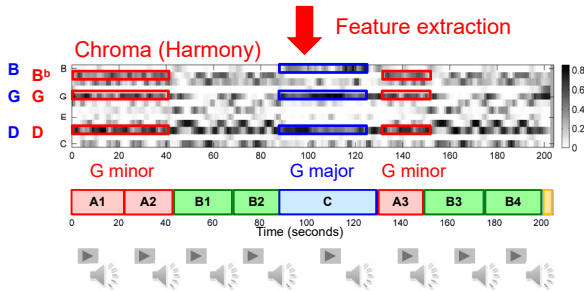 Feature extraction
Chroma (Harmony)
B B♭
G G
D D
B
G
E
C
0.8
0.6
0.4
0.2
0
0 20 40 60 80 100 120 140 160 180 200
G minor G major G minor
A1 A2 B1 B2 C A3 B3 B4
0 20 40 60 80 100 120 140 160 180 200
Time (seconds)